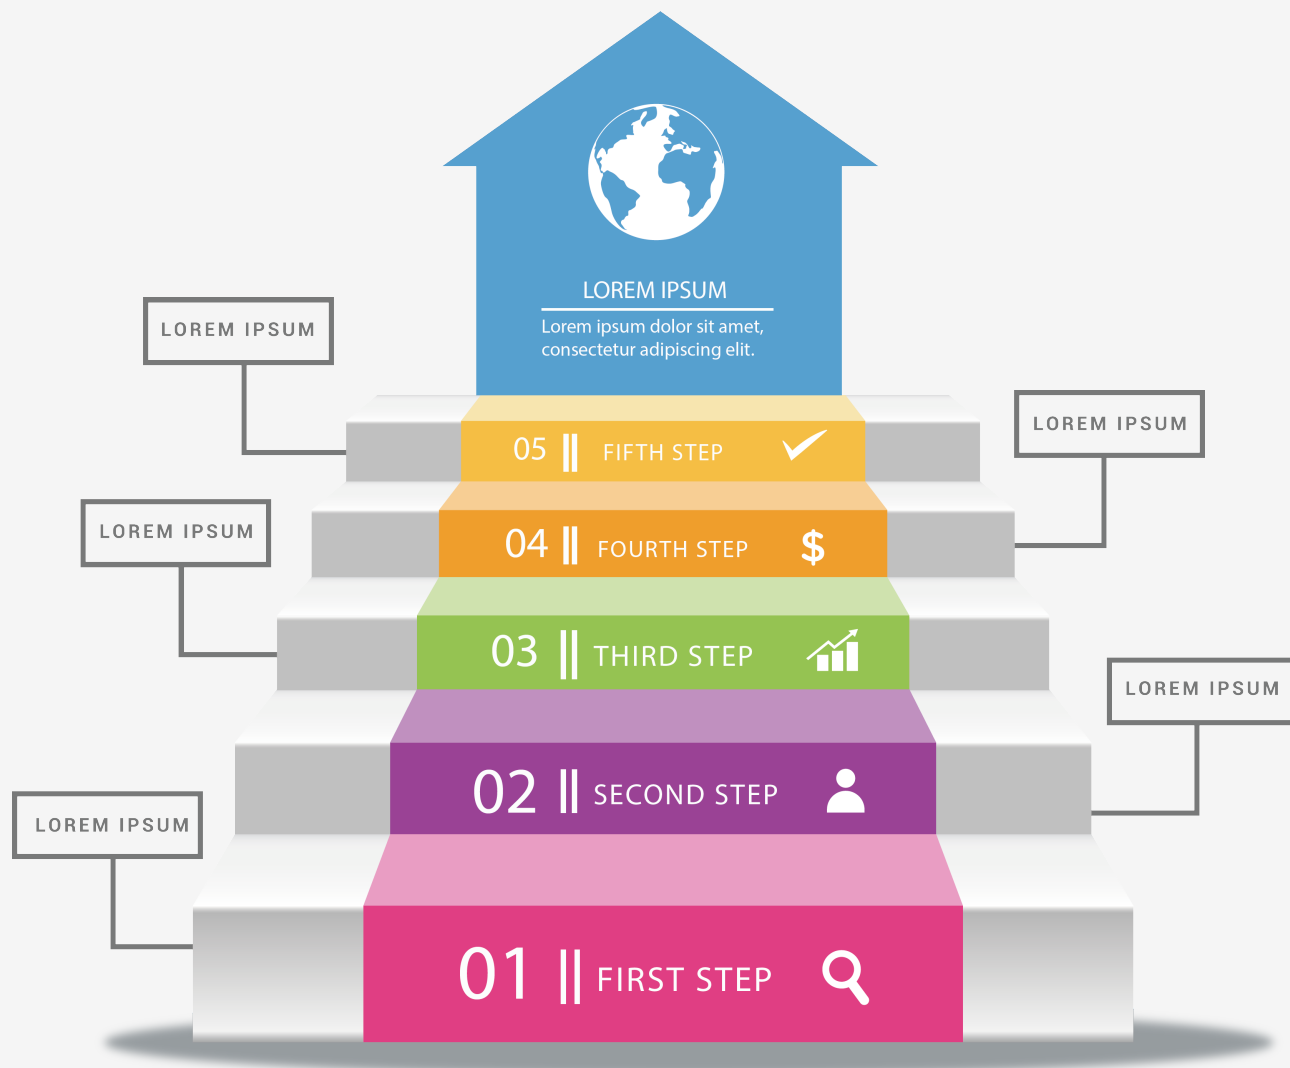 LOREM IPSUM
Lorem ipsum dolor sit amet,
consectetur adipiscing elit.
LOREM IPSUM
LOREM IPSUM
05 FIFTH STEP
LOREM IPSUM
04 FOURTH STEP $
03 THIRD STEP
LOREM IPSUM
02 SECOND STEP
LOREM IPSUM
01 FIRST STEP